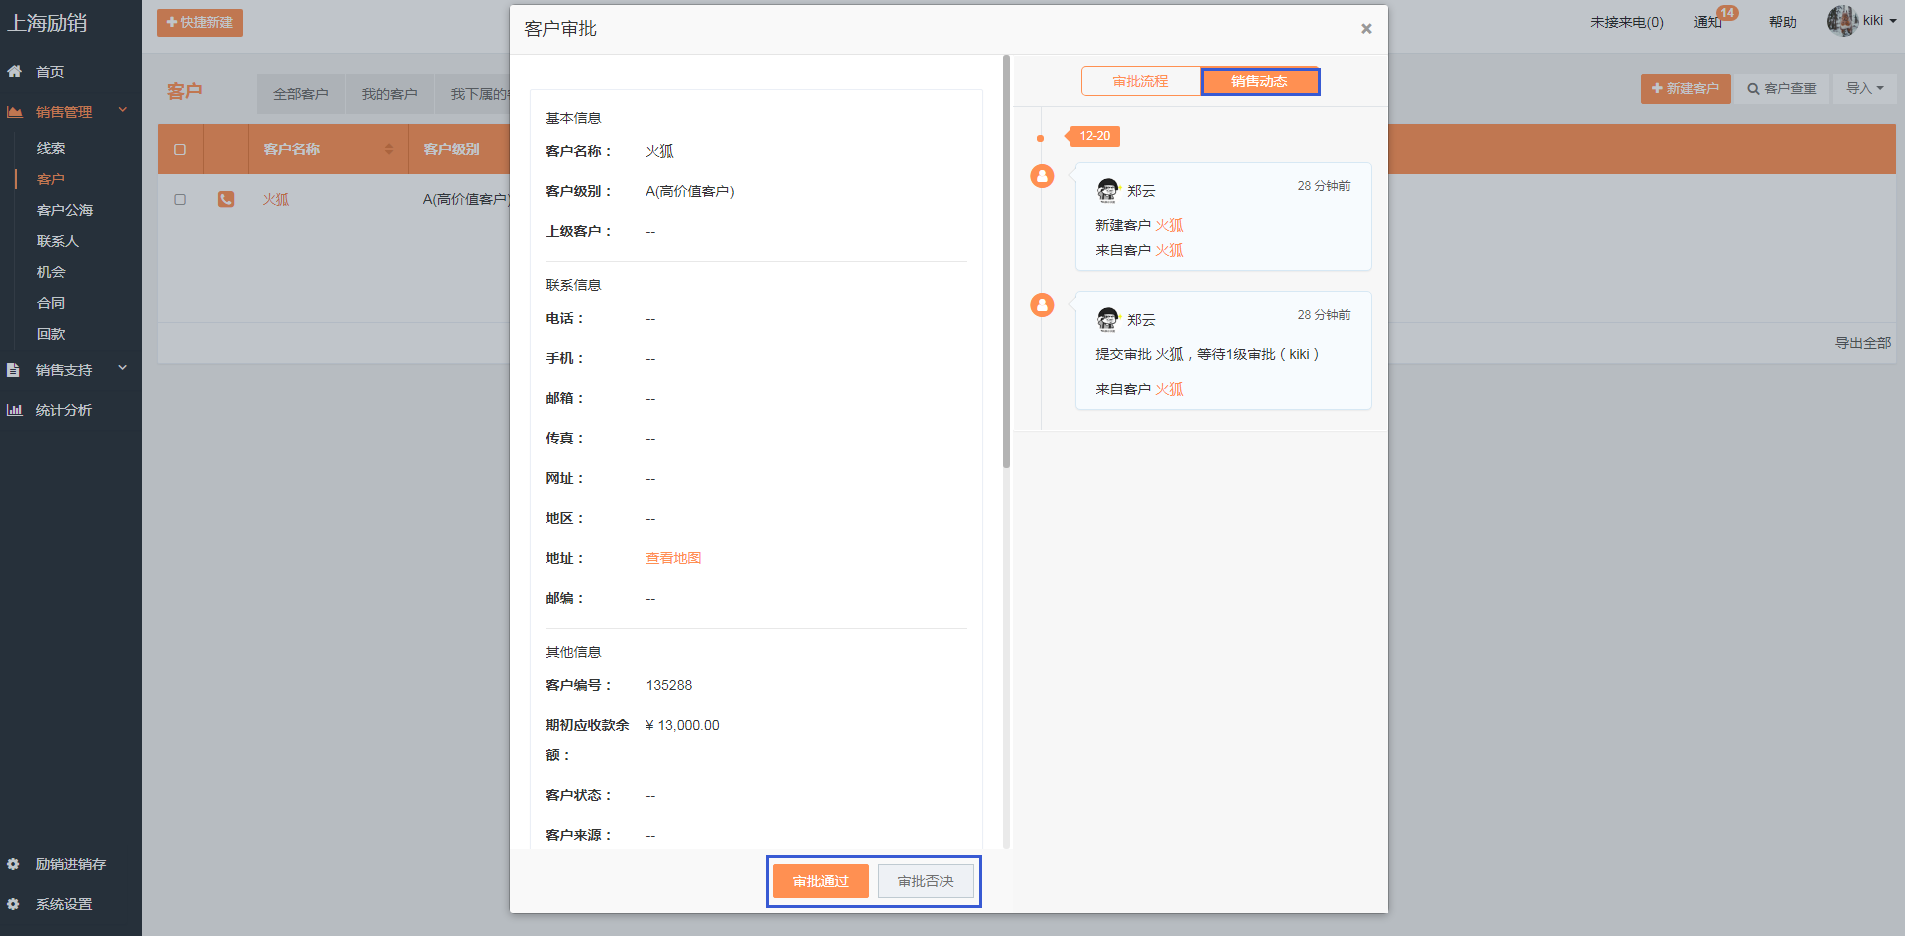 上海励销
快捷新建
未接来电(0)
通知
14
帮助
kiki
首页
销售管理
线索
客户
客户公海
联系人
机会
合同
回款
销售支持
统计分析
励销进销存
系统设置
客户
全部客户
我的客户
我下属的
新建客户
客户查重
导入
客户名称
客户级别
火狐
A(高价值客户)
导出全部
客户审批
×
基本信息
客户名称： 火狐
客户级别： A(高价值客户)
上级客户： --
联系信息
电话： --
手机： --
邮箱： --
传真： --
网址： --
地区： --
地址： 查看地图
邮编： --
其他信息
客户编号： 135288
期初应收款余 ¥ 13,000.00
额：
客户状态： --
客户来源： --
审批通过
审批否决
审批流程
销售动态
12-20
郑云
28 分钟前
新建客户 火狐
来自客户 火狐
郑云
28 分钟前
提交审批 火狐，等待1级审批（kiki）
来自客户 火狐